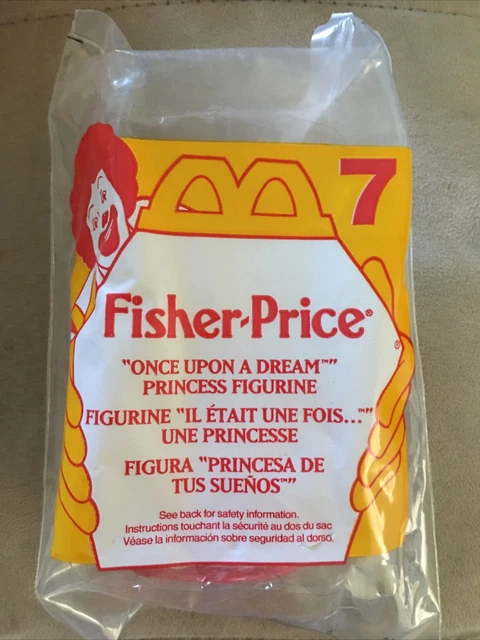 7
Fisher-Price®
"ONCE UPON A DREAM™"
PRINCESS FIGURINE
FIGURINE "IL ÉTAIT UNE FOIS...™"
UNE PRINCESSE
FIGURA "PRINCESA DE
TUS SUEÑOS™"
See back for safety information.
Instructions touchant la sécurité au dos du sac
Véase la información sobre seguridad al dorso.
®